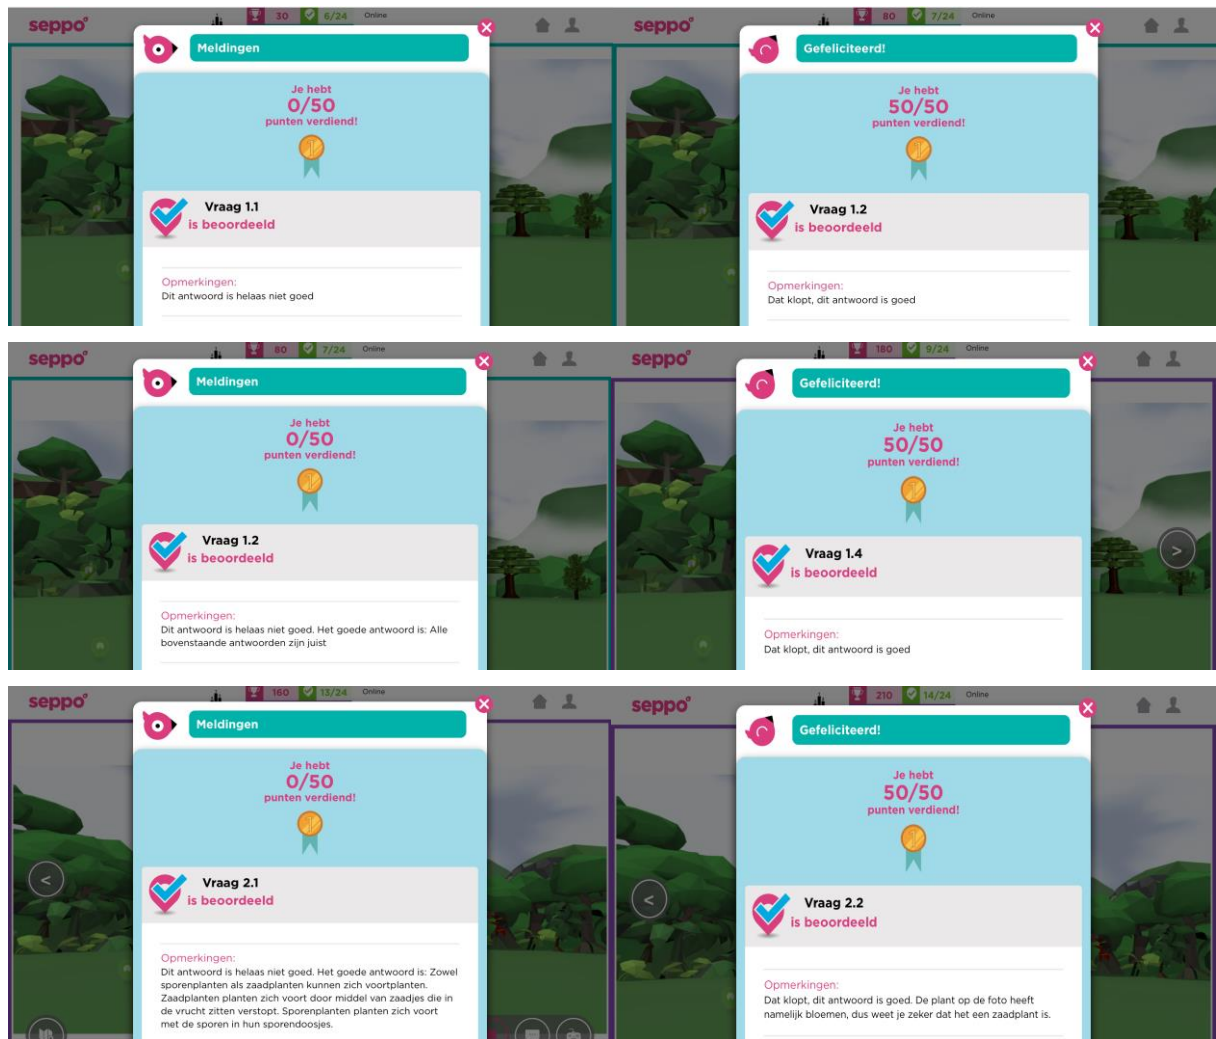 seppo
30 6/24 Online
Meldingen
Je hebt
0/50
punten verdiend!
Vraag 1.1
is beoordeeld
Opmerkingen:
Dit antwoord is helaas niet goed
seppo
80 7/24 Online
Gefeliciteerd!
Je hebt
50/50
punten verdiend!
Vraag 1.2
is beoordeeld
Opmerkingen:
Dat klopt, dit antwoord is goed
seppo
80 7/24 Online
Meldingen
Je hebt
0/50
punten verdiend!
Vraag 1.2
is beoordeeld
Opmerkingen:
Dit antwoord is helaas niet goed. Het goede antwoord is: Alle
bovenstaande antwoorden zijn juist
seppo
180 9/24 Online
Gefeliciteerd!
Je hebt
50/50
punten verdiend!
Vraag 1.4
is beoordeeld
Opmerkingen:
Dat klopt, dit antwoord is goed
>
seppo
160 13/24 Online
Meldingen
Je hebt
0/50
punten verdiend!
Vraag 2.1
is beoordeeld
<
Opmerkingen:
Dit antwoord is helaas niet goed. Het goede antwoord is: Zowel
sporenplanten als zaadplanten kunnen zich voortplanten.
Zaadplanten planten zich voort door middel van zaadjes die in
de vrucht zitten verstopt. Sporenplanten planten zich voort
met de sporen in hun sporendoosjes.
seppo
210 14/24 Online
Gefeliciteerd!
Je hebt
50/50
punten verdiend!
<
Vraag 2.2
is beoordeeld
Opmerkingen:
Dat klopt, dit antwoord is goed. De plant op de foto heeft
namelijk bloemen, dus weet je zeker dat het een zaadplant is.